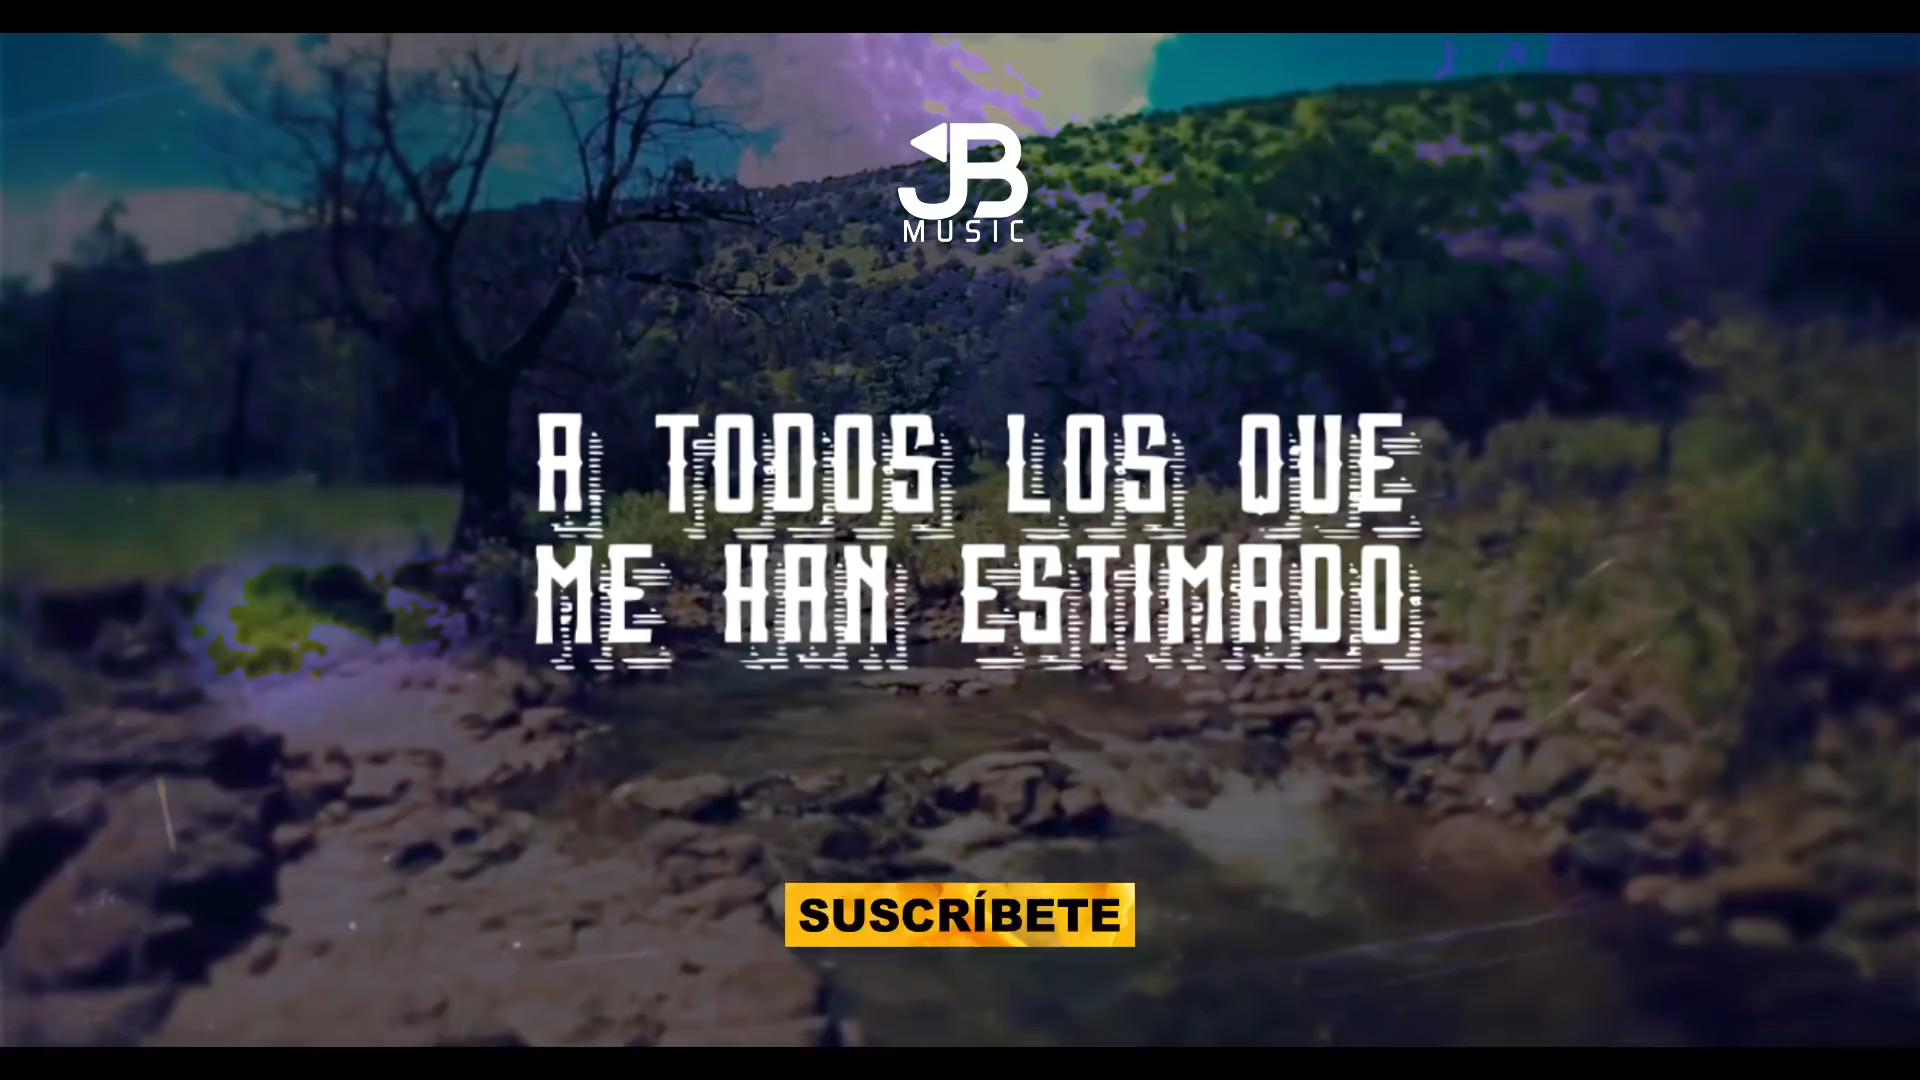 JB
MUSIC
A TODOS LOS QUE
ME HAN ESTIMADO
SUSCRÍBETE